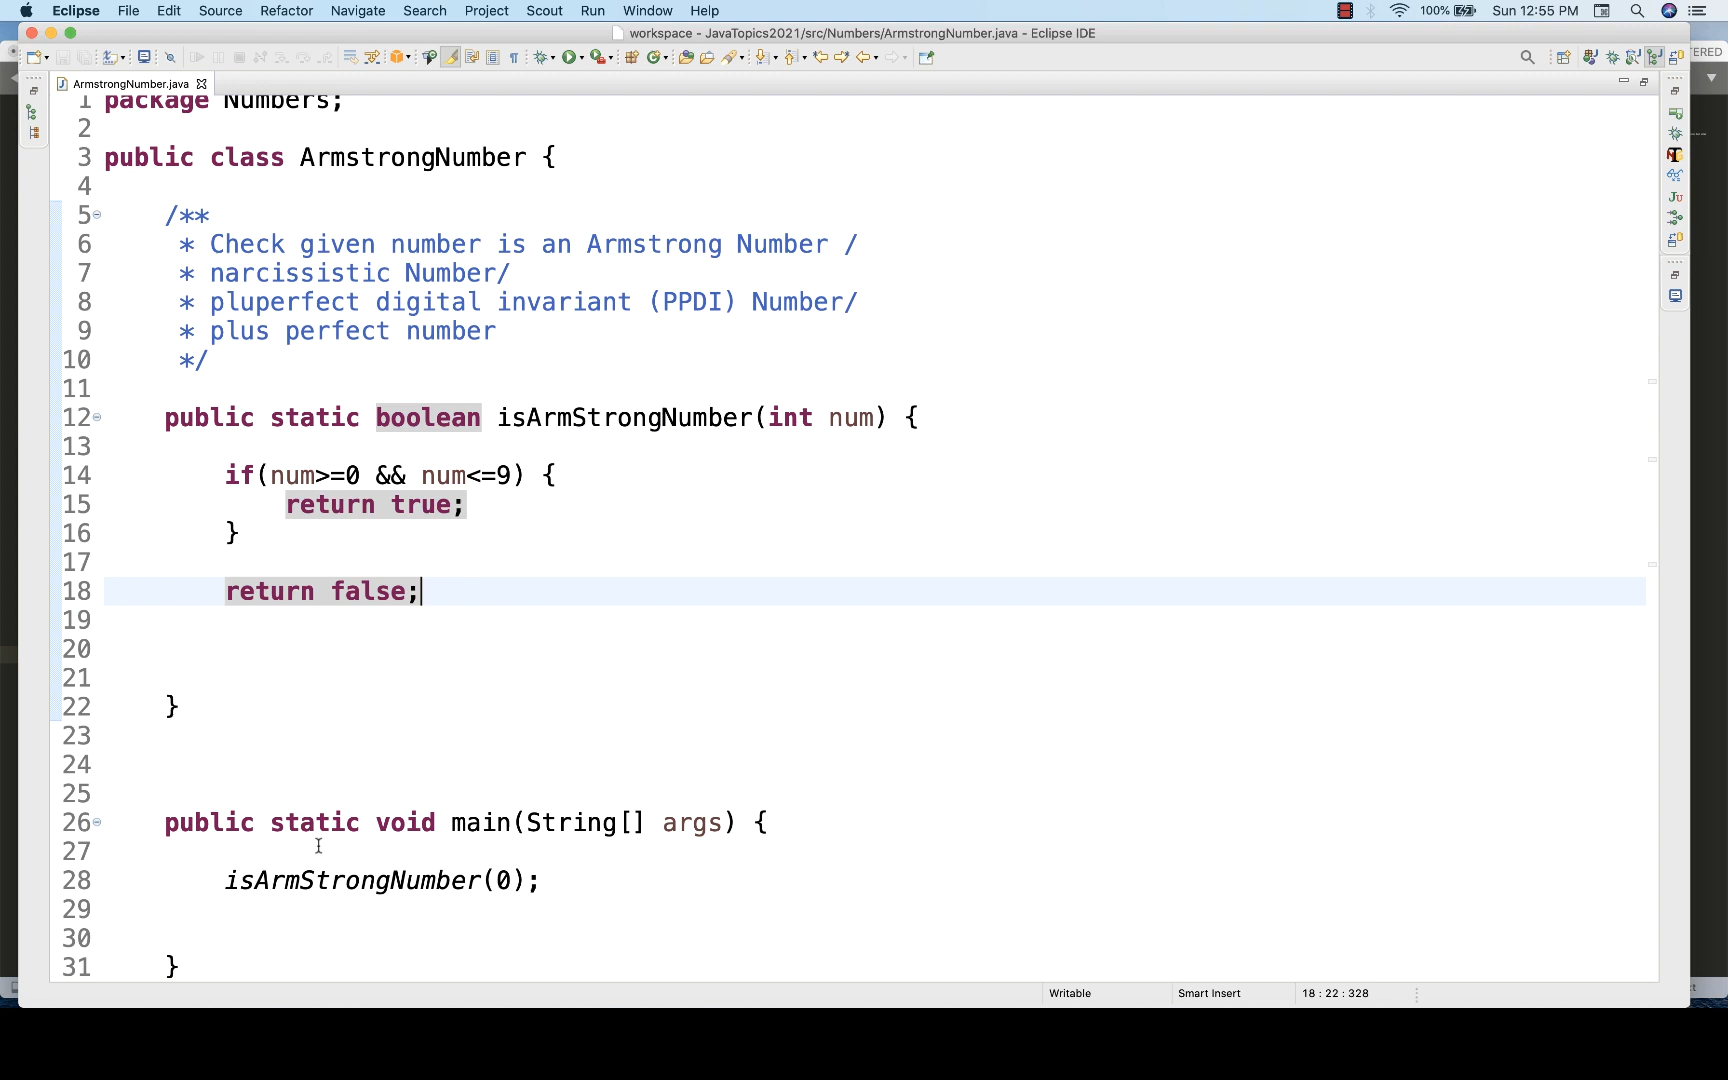 Eclipse File Edit Source Refactor Navigate Search Project Scout Run Window Help 100% Sun 12:55 PM
workspace - JavaTopics2021/src/Numbers/ArmstrongNumber.java - Eclipse IDE
ERED
ArmstrongNumber.java
1 package Numbers;
2
3 public class ArmstrongNumber {
4
5 /**
6 * Check given number is an Armstrong Number /
7 * narcissistic Number/
8 * pluperfect digital invariant (PPDI) Number/
9 * plus perfect number
10 */
11
12 public static boolean isArmStrongNumber(int num) {
13
14 if(num>=0 && num<=9) {
15 return true;
16 }
17
18 return false;
19
20
21
22 }
23
24
25
26 public static void main(String[] args) {
27
28 isArmStrongNumber(0);
29
30
31 }
Writable Smart Insert 18 : 22 : 328